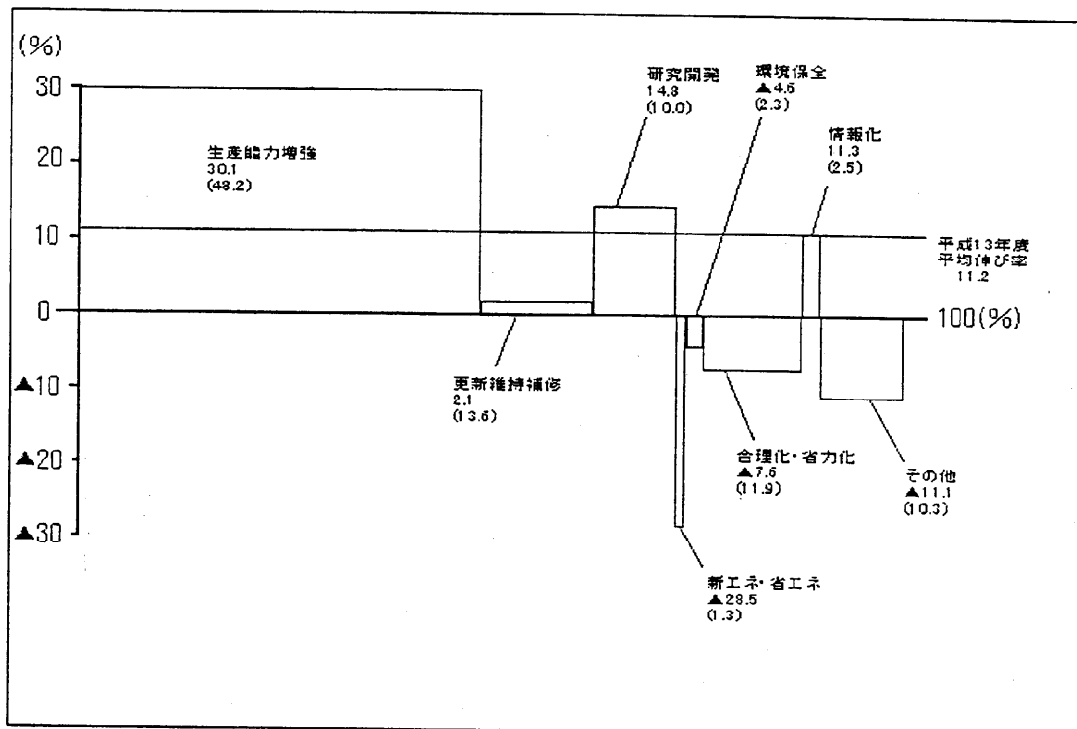 (%)
30
20
10
0
▲10
▲20
▲30
生産能力増強
30.1
(48.2)
更新維持補修
2.1
(13.6)
研究開発
14.8
(10.0)
環境保全
▲4.6
(2.3)
情報化
11.3
(2.5)
平成13年度
平均伸び率
11.2
100(%)
合理化・省力化
▲7.6
(11.9)
その他
▲11.1
(10.3)
新エネ・省エネ
▲28.5
(1.3)